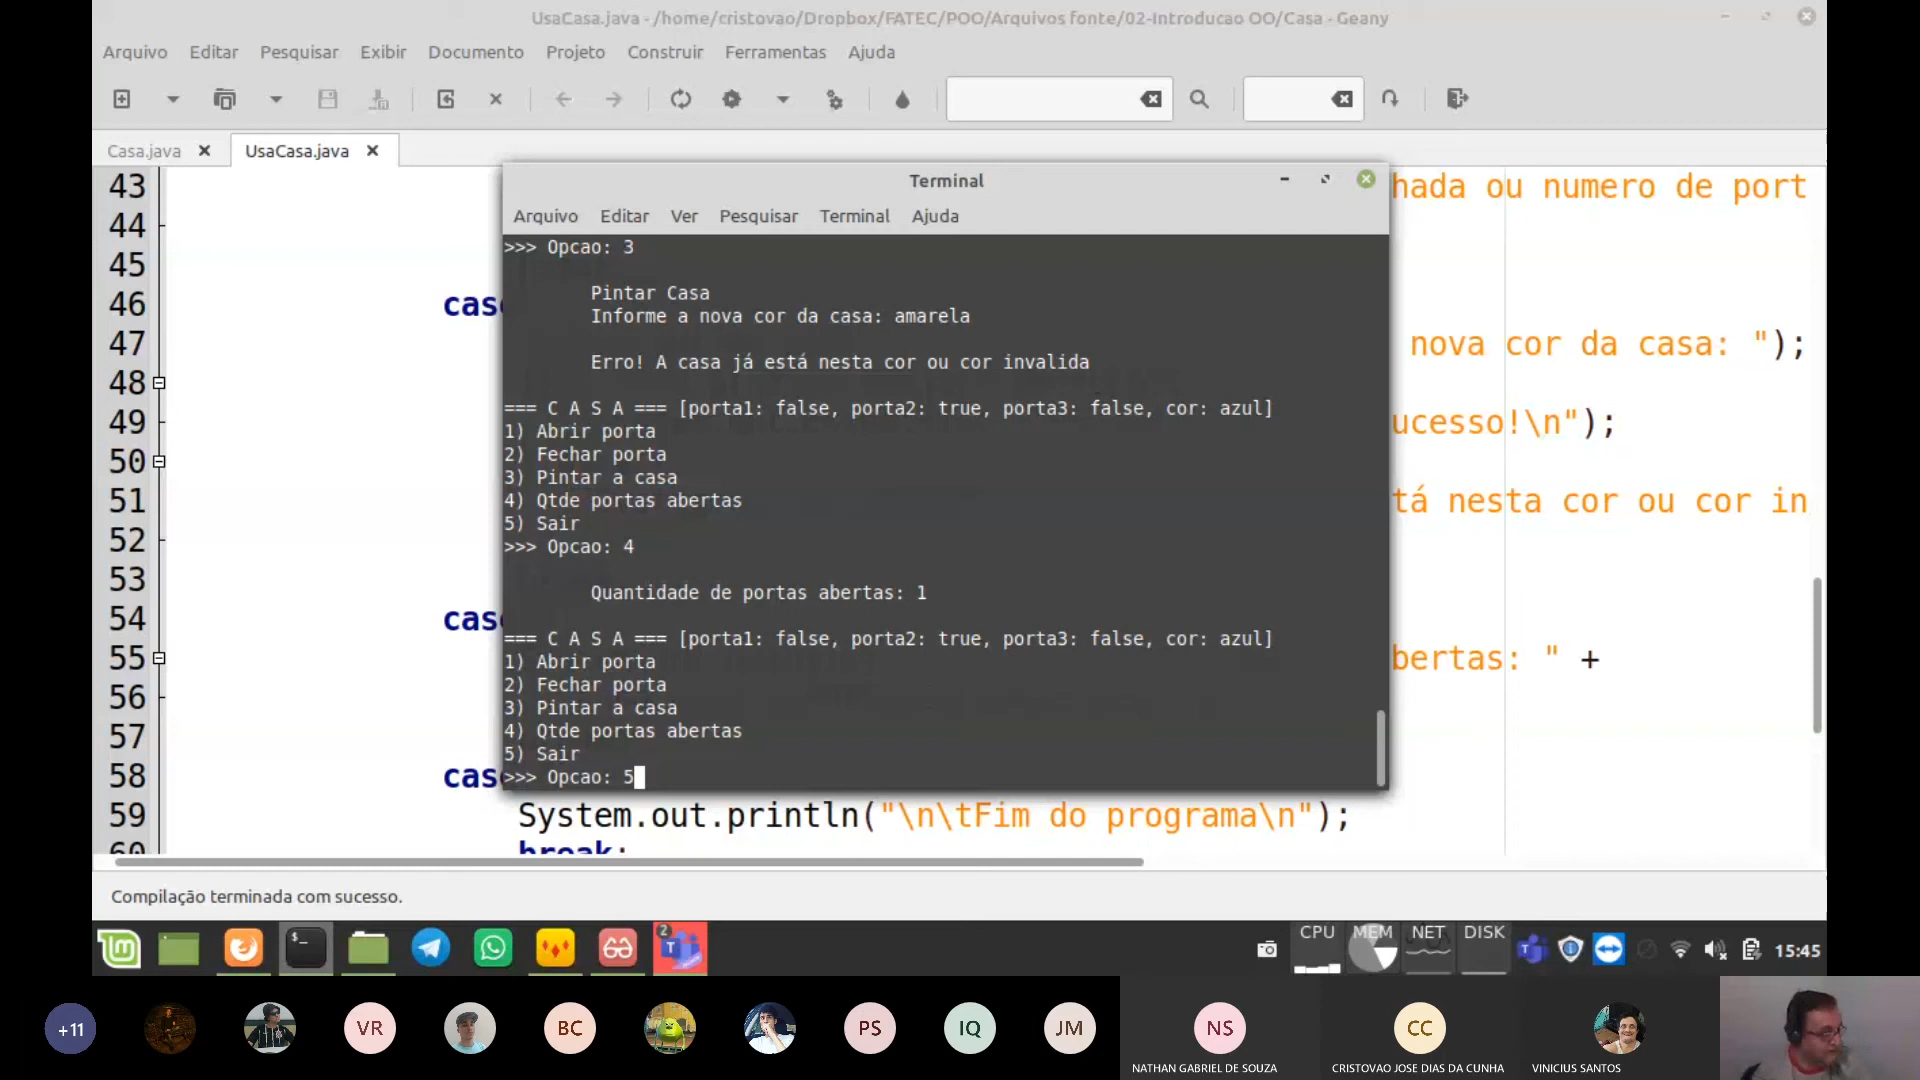 UsaCasa.java - /home/cristovao/Dropbox/FATEC/POO/Arquivos fonte/02-Introducao OO/Casa - Geany
Arquivo Editar Pesquisar Exibir Documento Projeto Construir Ferramentas Ajuda
Casa.java UsaCasa.java
Terminal
Arquivo Editar Ver Pesquisar Terminal Ajuda
>>> Opcao: 3
Pintar Casa
Informe a nova cor da casa: amarela
Erro! A casa já está nesta cor ou cor invalida
=== C A S A === [porta1: false, porta2: true, porta3: false, cor: azul]
1) Abrir porta
2) Fechar porta
3) Pintar a casa
4) Qtde portas abertas
5) Sair
>>> Opcao: 4
Quantidade de portas abertas: 1
=== C A S A === [porta1: false, porta2: true, porta3: false, cor: azul]
1) Abrir porta
2) Fechar porta
3) Pintar a casa
4) Qtde portas abertas
5) Sair
>>> Opcao: 5
43 hada ou numero de port
44
45
46 cas
47 nova cor da casa: ");
48
49 ucesso!\n");
50
51 tá nesta cor ou cor in
52
53
54 cas
55 bertas: " +
56
57
58 cas
59 System.out.println("\n\tFim do programa\n");
60 break;
Compilação terminada com sucesso.
2
CPU MEM NET DISK 15:45
+11 VR BC PS IQ JM NS CC
NATHAN GABRIEL DE SOUZA CRISTOVAO JOSE DIAS DA CUNHA VINICIUS SANTOS